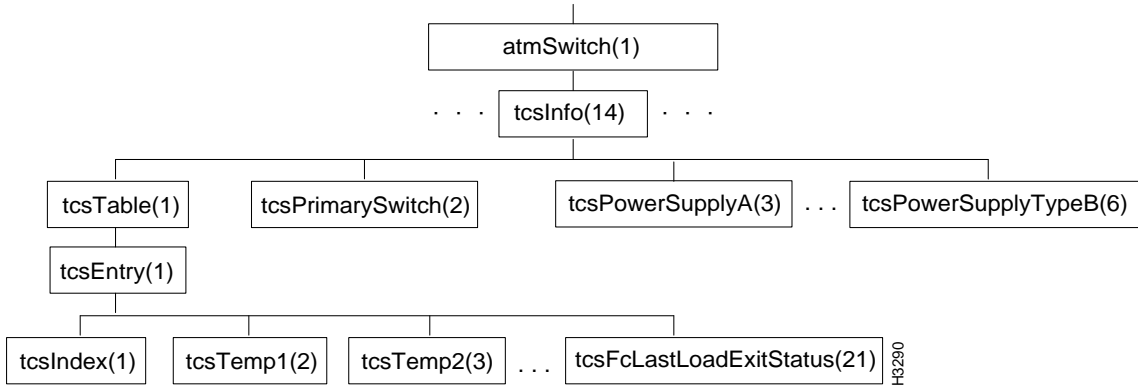 atmSwitch(1)
. . . tcsInfo(14) . . .
tcsTable(1) tcsPrimarySwitch(2) tcsPowerSupplyA(3) . . . tcsPowerSupplyTypeB(6)
tcsEntry(1)
tcsIndex(1) tcsTemp1(2) tcsTemp2(3) . . . tcsFcLastLoadExitStatus(21)
H3290